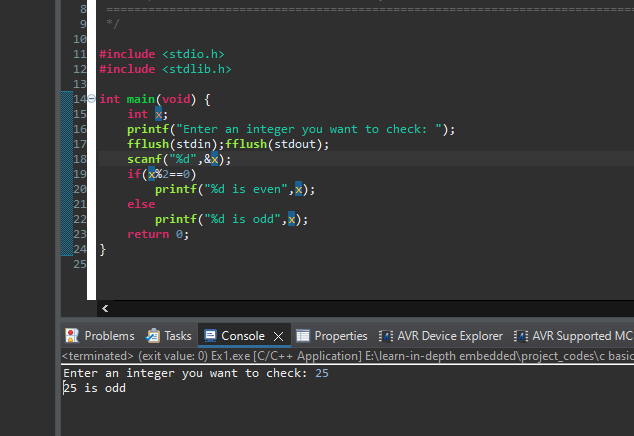 8 =====================================================================
9 */
10
11 #include <stdio.h>
12 #include <stdlib.h>
13
14 int main(void) {
15     int x;
16     printf("Enter an integer you want to check: ");
17     fflush(stdin);fflush(stdout);
18     scanf("%d",&x);
19     if(x%2==0)
20         printf("%d is even",x);
21     else
22         printf("%d is odd",x);
23     return 0;
24 }
25
Problems Tasks Console Properties AVR Device Explorer AVR Supported MC
<terminated> (exit value: 0) Ex1.exe [C/C++ Application] E:\learn-in-depth embedded\project_codes\c basic
Enter an integer you want to check: 25
25 is odd